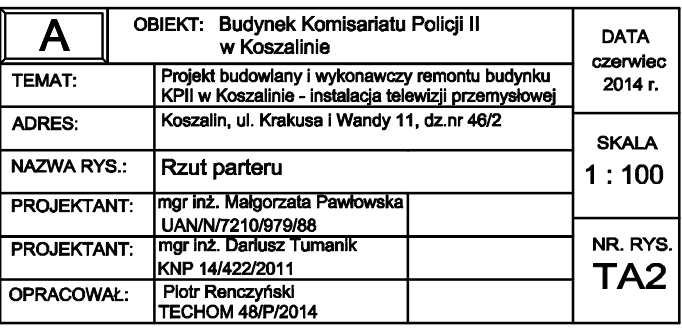 A
OBIEKT: Budynek Komisariatu Policji II
w Koszalinie
DATA
czerwiec
2014 r.
TEMAT: Projekt budowlany i wykonawczy remontu budynku
KPII w Koszalinie - instalacja telewizji przemysłowej
ADRES: Koszalin, ul. Krakusa i Wandy 11, dz.nr 46/2
SKALA
1 : 100
NAZWA RYS.: Rzut parteru
PROJEKTANT: mgr inż. Małgorzata Pawłowska
UAN/N/7210/979/88
PROJEKTANT: mgr inż. Dariusz Tumanik
KNP 14/422/2011
NR. RYS.
TA2
OPRACOWAŁ: Piotr Renczyński
TECHOM 48/P/2014